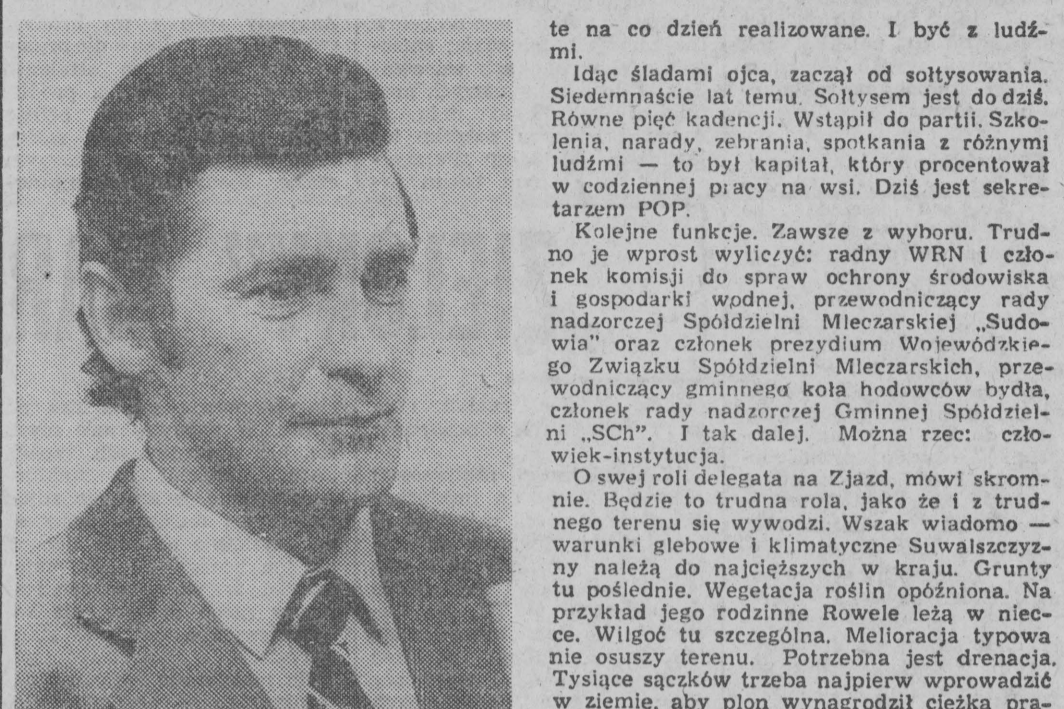 te na co dzień realizowane. I być z ludź-
mi.
Idąc śladami ojca, zaczął od sołtysowania.
Siedemnaście lat temu. Sołtysem jest do dziś.
Równe pięć kadencji. Wstąpił do partii. Szko-
lenia, narady, zebrania, spotkania z różnymi
ludźmi — to był kapitał, który procentował
w codziennej pracy na wsi. Dziś jest sekre-
tarzem POP.
Kolejne funkcje. Zawsze z wyboru. Trud-
no je wprost wyliczyć: radny WRN i czło-
nek komisji do spraw ochrony środowiska
i gospodarki wodnej, przewodniczący rady
nadzorczej Spółdzielni Mleczarskiej „Sudo-
wia” oraz członek prezydium Wojewódzkie-
go Związku Spółdzielni Mleczarskich, prze-
wodniczący gminnego koła hodowców bydła,
członek rady nadzorczej Gminnej Spółdziel-
ni „SCh”. I tak dalej. Można rzec: czło-
wiek-instytucja.
O swej roli delegata na Zjazd, mówi skrom-
nie. Będzie to trudna rola, jako że i z trud-
nego terenu się wywodzi. Wszak wiadomo —
warunki glebowe i klimatyczne Suwalszczyz-
ny należą do najcięższych w kraju. Grunty
tu poślednie. Wegetacja roślin opóźniona. Na
przykład jego rodzinne Rowele leżą w niec-
ce. Wilgoć tu szczególna. Melioracja typowa
nie osuszy terenu. Potrzebna jest drenacja.
Tysiące sączków trzeba najpierw wprowadzić
w ziemię, aby plon wynagrodził ciężką pra-